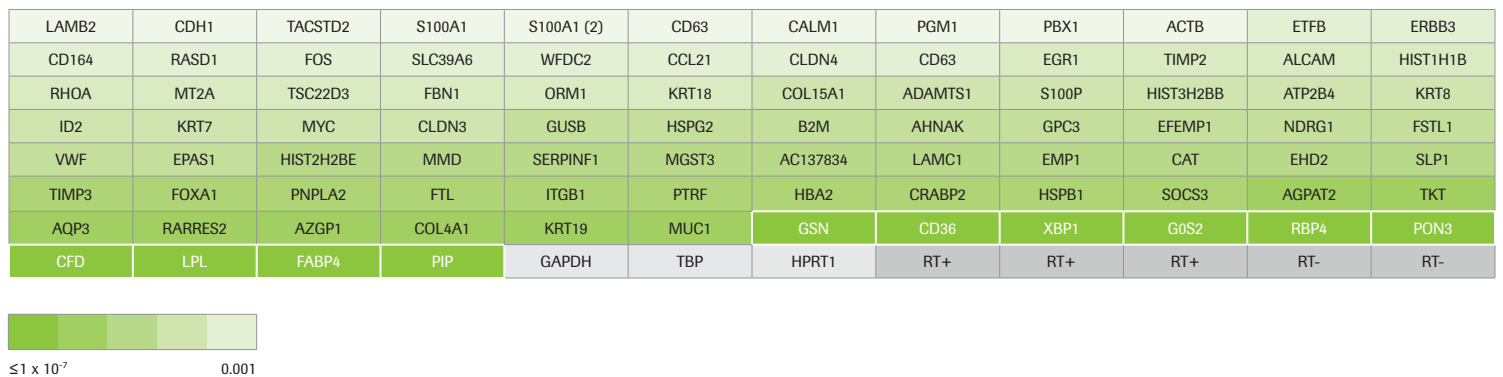 LAMB2 CDH1 TACSTD2 S100A1 S100A1 (2) CD63 CALM1 PGM1 PBX1 ACTB ETFB ERBB3
CD164 RASD1 FOS SLC39A6 WFDC2 CCL21 CLDN4 CD63 EGR1 TIMP2 ALCAM HIST1H1B
RHOA MT2A TSC22D3 FBN1 ORM1 KRT18 COL15A1 ADAMTS1 S100P HIST3H2BB ATP2B4 KRT8
ID2 KRT7 MYC CLDN3 GUSB HSPG2 B2M AHNAK GPC3 EFEMP1 NDRG1 FSTL1
VWF EPAS1 HIST2H2BE MMD SERPINF1 MGST3 AC137834 LAMC1 EMP1 CAT EHD2 SLP1
TIMP3 FOXA1 PNPLA2 FTL ITGB1 PTRF HBA2 CRABP2 HSPB1 SOCS3 AGPAT2 TKT
AQP3 RARRES2 AZGP1 COL4A1 KRT19 MUC1 GSN CD36 XBP1 G0S2 RBP4 PON3
CFD LPL FABP4 PIP GAPDH TBP HPRT1 RT+ RT+ RT+ RT- RT-
≤1 x 10⁻⁷ 0.001